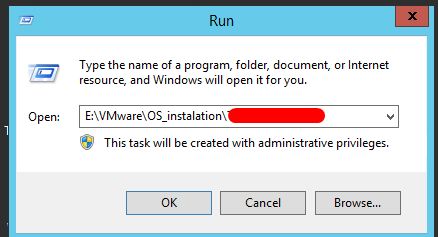 Run
Type the name of a program, folder, document, or Internet
resource, and Windows will open it for you.
Open: E:\VMware\OS_instalation\
This task will be created with administrative privileges.
OK Cancel Browse...